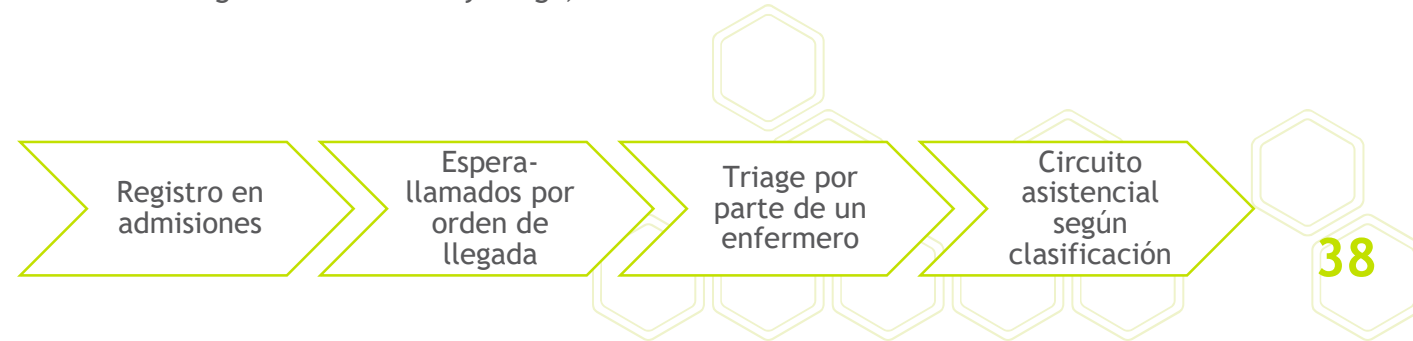 Registro en
admisiones
Espera-
llamados por
orden de
llegada
Triage por
parte de un
enfermero
Circuito
asistencial
según
clasificación
38